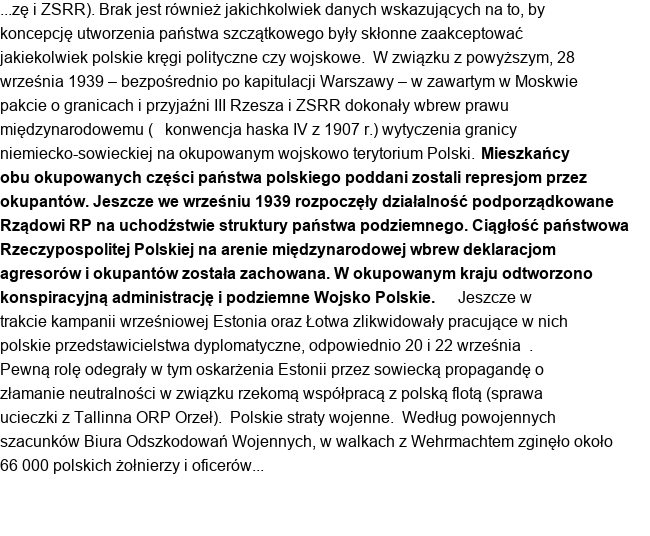 ...zę i ZSRR). Brak jest również jakichkolwiek danych wskazujących na to, by
koncepcję utworzenia państwa szczątkowego były skłonne zaakceptować
jakiekolwiek polskie kręgi polityczne czy wojskowe. W związku z powyższym, 28
września 1939 – bezpośrednio po kapitulacji Warszawy – w zawartym w Moskwie
pakcie o granicach i przyjaźni III Rzesza i ZSRR dokonały wbrew prawu
międzynarodowemu ( konwencja haska IV z 1907 r.) wytyczenia granicy
niemiecko-sowieckiej na okupowanym wojskowo terytorium Polski. Mieszkańcy
obu okupowanych części państwa polskiego poddani zostali represjom przez
okupantów. Jeszcze we wrześniu 1939 rozpoczęły działalność podporządkowane
Rządowi RP na uchodźstwie struktury państwa podziemnego. Ciągłość państwowa
Rzeczypospolitej Polskiej na arenie międzynarodowej wbrew deklaracjom
agresorów i okupantów została zachowana. W okupowanym kraju odtworzono
konspiracyjną administrację i podziemne Wojsko Polskie. Jeszcze w
trakcie kampanii wrześniowej Estonia oraz Łotwa zlikwidowały pracujące w nich
polskie przedstawicielstwa dyplomatyczne, odpowiednio 20 i 22 września .
Pewną rolę odegrały w tym oskarżenia Estonii przez sowiecką propagandę o
złamanie neutralności w związku rzekomą współpracą z polską flotą (sprawa
ucieczki z Tallinna ORP Orzeł). Polskie straty wojenne. Według powojennych
szacunków Biura Odszkodowań Wojennych, w walkach z Wehrmachtem zginęło około
66 000 polskich żołnierzy i oficerów...